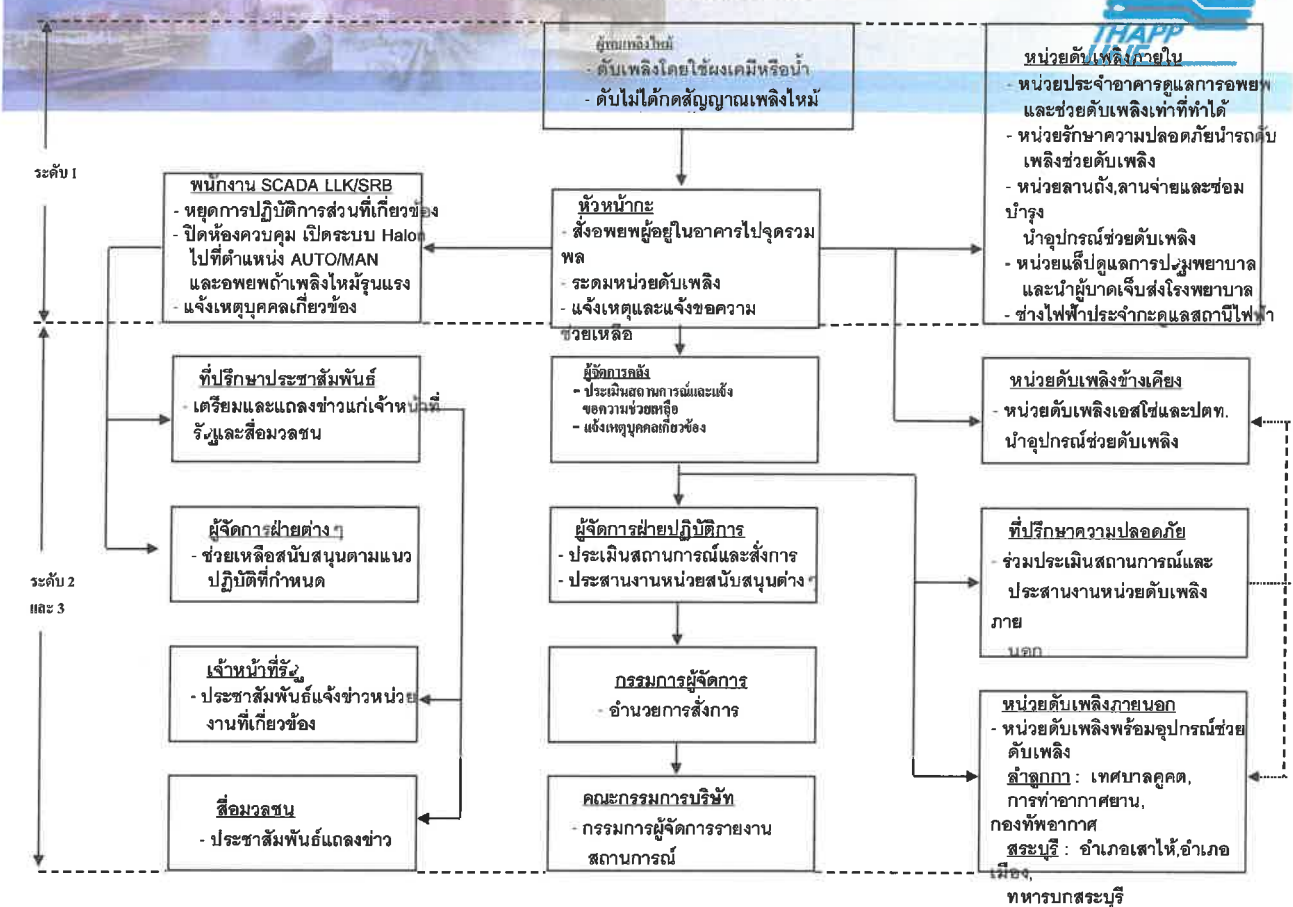 THAPP
LINE
ผู้พบเพลิงไหม้
- ดับเพลิงโดยใช้ผงเคมีหรือน้ำ
- ดับไม่ได้กดสัญญาณเพลิงไหม้
หน่วยดับเพลิงภายใน
- หน่วยประจำอาคารดูแลการอพยพ
และช่วยดับเพลิงเท่าที่ทำได้
- หน่วยรักษาความปลอดภัยนำรถดับ
เพลิงช่วยดับเพลิง
- หน่วยลานถัง,ลานจ่ายและซ่อม
บำรุง
นำอุปกรณ์ช่วยดับเพลิง
- หน่วยแล็ปดูแลการปฐมพยาบาล
และนำผู้บาดเจ็บส่งโรงพยาบาล
- ช่างไฟฟ้าประจำกะดูแลสถานีไฟฟ้า
ระดับ 1
พนักงาน SCADA LLK/SRB
- หยุดการปฏิบัติการส่วนที่เกี่ยวข้อง
- ปิดห้องควบคุม เปิดระบบ Halon
ไปที่ตำแหน่ง AUTO/MAN
และอพยพถ้าเพลิงไหม้รุนแรง
- แจ้งเหตุบุคคลเกี่ยวข้อง
หัวหน้ากะ
- สั่งอพยพผู้อยู่ในอาคารไปจุดรวม
พล
- ระดมหน่วยดับเพลิง
- แจ้งเหตุและแจ้งขอความ
ช่วยเหลือ
ที่ปรึกษาประชาสัมพันธ์
- เตรียมและแถลงข่าวแก่เจ้าหน้าที่
รัฐและสื่อมวลชน
ผู้จัดการคลัง
- ประเมินสถานการณ์และแจ้ง
ขอความช่วยเหลือ
- แจ้งเหตุบุคคลเกี่ยวข้อง
หน่วยดับเพลิงข้างเคียง
- หน่วยดับเพลิงเอสโซ่และปตท.
นำอุปกรณ์ช่วยดับเพลิง
ระดับ 2
และ 3
ผู้จัดการฝ่ายต่าง ๆ
- ช่วยเหลือสนับสนุนตามแนว
ปฏิบัติที่กำหนด
ผู้จัดการฝ่ายปฏิบัติการ
- ประเมินสถานการณ์และสั่งการ
- ประสานงานหน่วยสนับสนุนต่าง ๆ
ที่ปรึกษาความปลอดภัย
- ร่วมประเมินสถานการณ์และ
ประสานงานหน่วยดับเพลิง
ภาย
นอก
เจ้าหน้าที่รัฐ
- ประชาสัมพันธ์แจ้งข่าวหน่วย
งานที่เกี่ยวข้อง
กรรมการผู้จัดการ
- อำนวยการสั่งการ
หน่วยดับเพลิงภายนอก
- หน่วยดับเพลิงพร้อมอุปกรณ์ช่วย
ดับเพลิง
ลำลูกกา : เทศบาลคูคต,
การท่าอากาศยาน,
กองทัพอากาศ
สระบุรี : อำเภอเสาไห้,อำเภอ
เมือง,
ทหารบกสระบุรี
สื่อมวลชน
- ประชาสัมพันธ์แถลงข่าว
คณะกรรมการบริษัท
- กรรมการผู้จัดการรายงาน
สถานการณ์